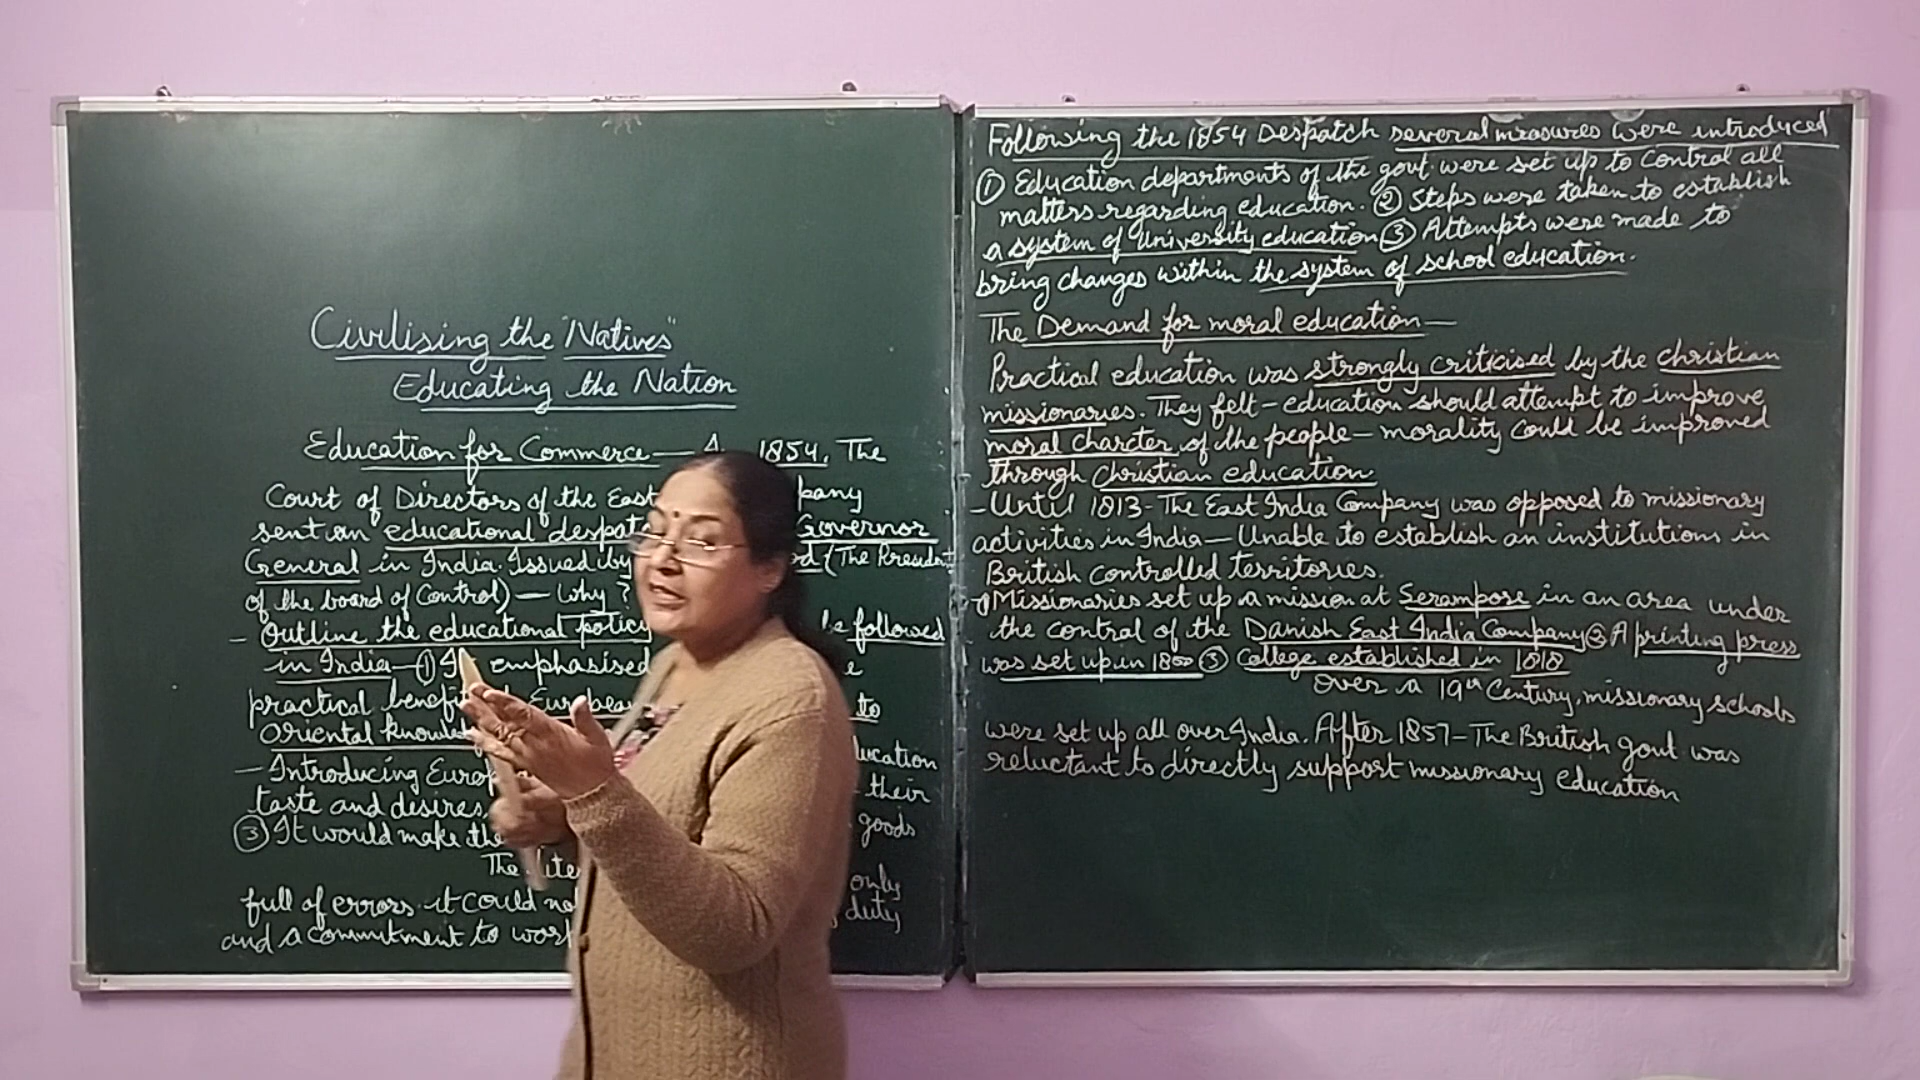 Civilising the "Natives"
Educating the Nation
Education for Commerce — 1854, The
Court of Directors of the East pany
sent an educational despat Governor
General in India. Issued by d (The President
of the board of Control) — Why?
- Outline the educational policy be followed
in India — ① It emphasised
practical benefi Europea to
Oriental knowled
- Introducing Europ ucation
taste and desires, their
③ It would make the goods
The lite
full of errors it could no only
and a commitment to work duty
Following the 1854 Despatch several measures were introduced
① Education departments of the govt were set up to control all
matters regarding education. ② Steps were taken to establish
a system of University education ③ Attempts were made to
bring changes within the system of school education.
The Demand for moral education —
Practical education was strongly criticised by the christian
missionaries. They felt - education should attempt to improve
moral charcter of the people - morality could be improved
through Christian education
- Until 1813 - The East India Company was opposed to missionary
activities in India — Unable to establish an institutions in
British controlled territories.
① Missionaries set up a mission at Serampore in an area under
the control of the Danish East India Company ② A printing press
was set up in 1800 ③ College established in 1818
Over a 19th Century, missionary schools
were set up all over India. After 1857 - The British govt was
reluctant to directly support missionary education